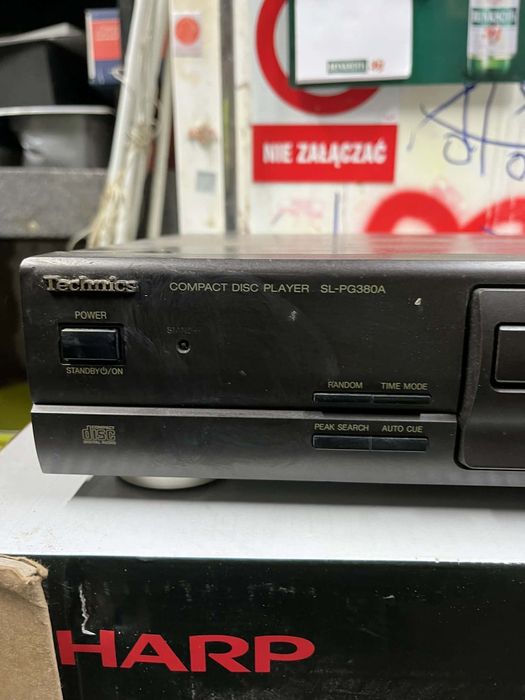 NIE ZAŁĄCZAĆ
Technics
COMPACT DISC PLAYER SL-PG380A
POWER
STANDBY⏻/ON
RANDOM TIME MODE
PEAK SEARCH AUTO CUE
disc
HARP